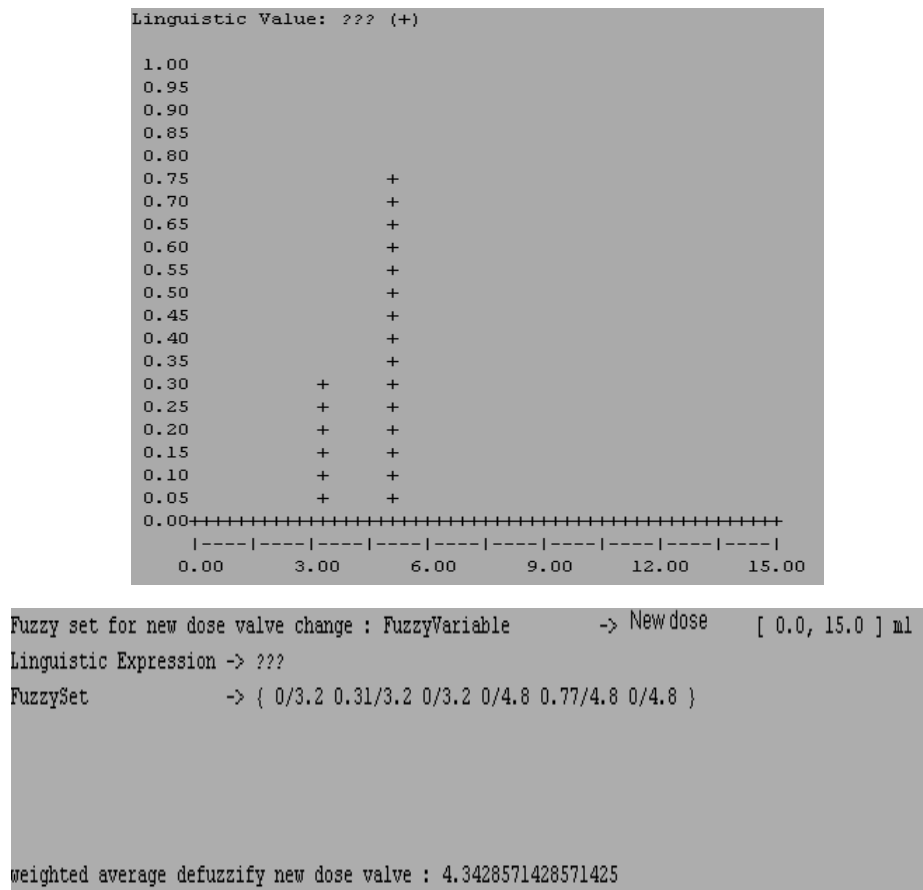 Linguistic Value: ??? (+)
1.00
0.95
0.90
0.85
0.80
0.75 +
0.70 +
0.65 +
0.60 +
0.55 +
0.50 +
0.45 +
0.40 +
0.35 +
0.30 + +
0.25 + +
0.20 + +
0.15 + +
0.10 + +
0.05 + +
0.00+++++++++++++++++++++++++++++++++++++++++++++++++++
|----|----|----|----|----|----|----|----|----|----|
0.00 3.00 6.00 9.00 12.00 15.00
Fuzzy set for new dose valve change : FuzzyVariable -> New dose [ 0.0, 15.0 ] ml
Linguistic Expression -> ???
FuzzySet -> { 0/3.2 0.31/3.2 0/3.2 0/4.8 0.77/4.8 0/4.8 }
weighted average defuzzify new dose valve : 4.3428571428571425